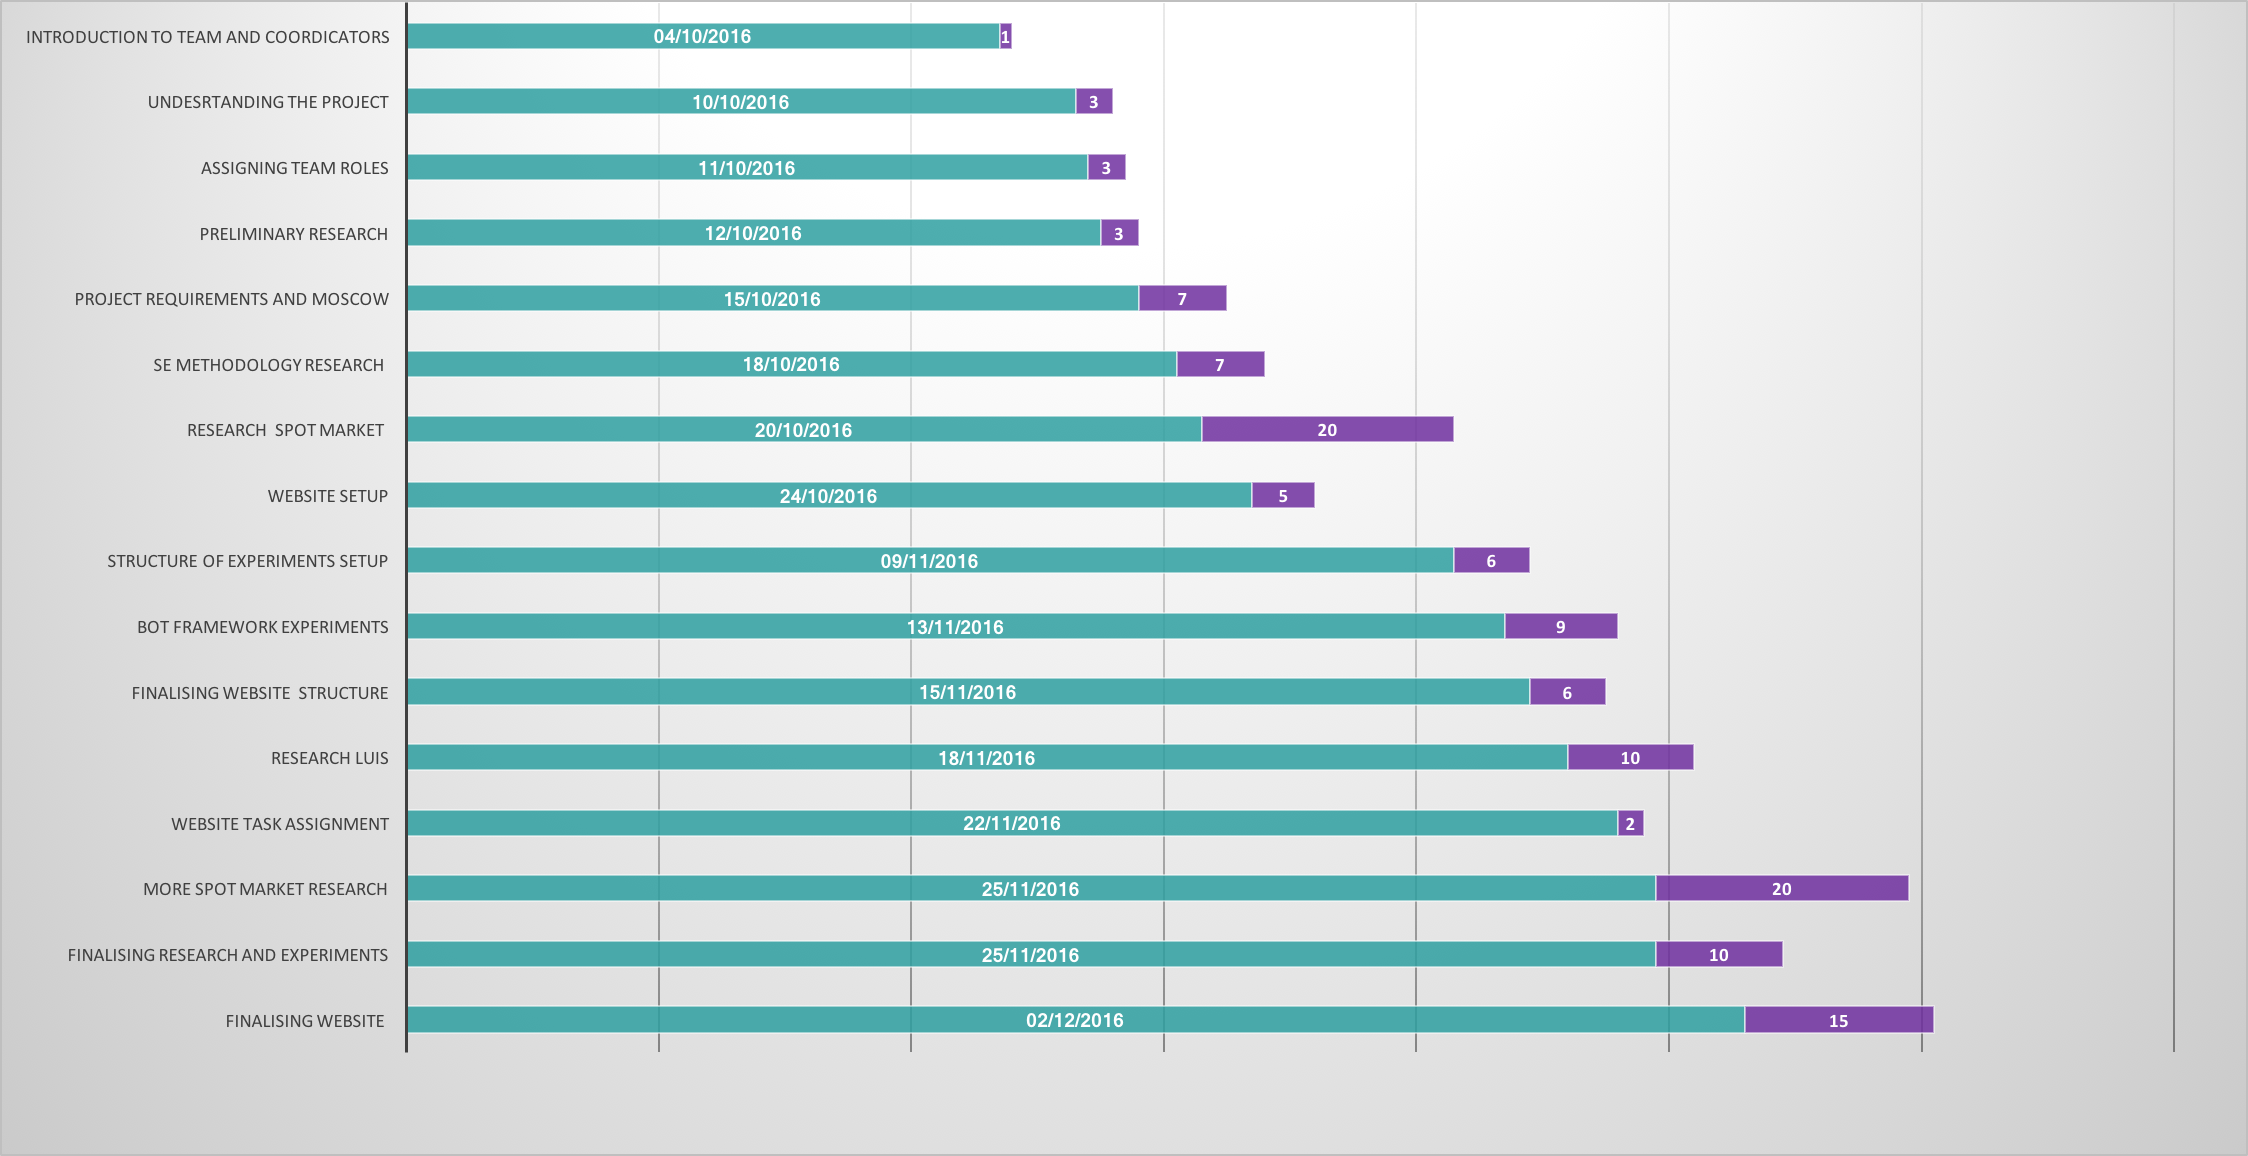 INTRODUCTION TO TEAM AND COORDICATORS 04/10/2016 1
UNDESRTANDING THE PROJECT 10/10/2016 3
ASSIGNING TEAM ROLES 11/10/2016 3
PRELIMINARY RESEARCH 12/10/2016 3
PROJECT REQUIREMENTS AND MOSCOW 15/10/2016 7
SE METHODOLOGY RESEARCH 18/10/2016 7
RESEARCH SPOT MARKET 20/10/2016 20
WEBSITE SETUP 24/10/2016 5
STRUCTURE OF EXPERIMENTS SETUP 09/11/2016 6
BOT FRAMEWORK EXPERIMENTS 13/11/2016 9
FINALISING WEBSITE STRUCTURE 15/11/2016 6
RESEARCH LUIS 18/11/2016 10
WEBSITE TASK ASSIGNMENT 22/11/2016 2
MORE SPOT MARKET RESEARCH 25/11/2016 20
FINALISING RESEARCH AND EXPERIMENTS 25/11/2016 10
FINALISING WEBSITE 02/12/2016 15